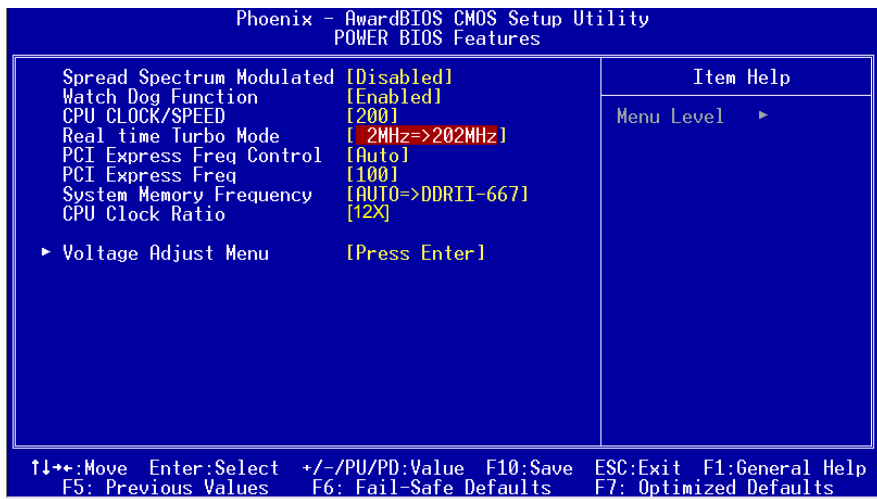 Phoenix - AwardBIOS CMOS Setup Utility
POWER BIOS Features
Spread Spectrum Modulated [Disabled]
Item Help
Watch Dog Function [Enabled]
CPU CLOCK/SPEED [200]
Menu Level ►
Real time Turbo Mode [ 2MHz=>202MHz]
PCI Express Freq Control [Auto]
PCI Express Freq [100]
System Memory Frequency [AUTO=>DDRII-667]
CPU Clock Ratio [12X]
► Voltage Adjust Menu [Press Enter]
↑↓→←:Move Enter:Select +/-/PU/PD:Value F10:Save ESC:Exit F1:General Help
F5: Previous Values F6: Fail-Safe Defaults F7: Optimized Defaults